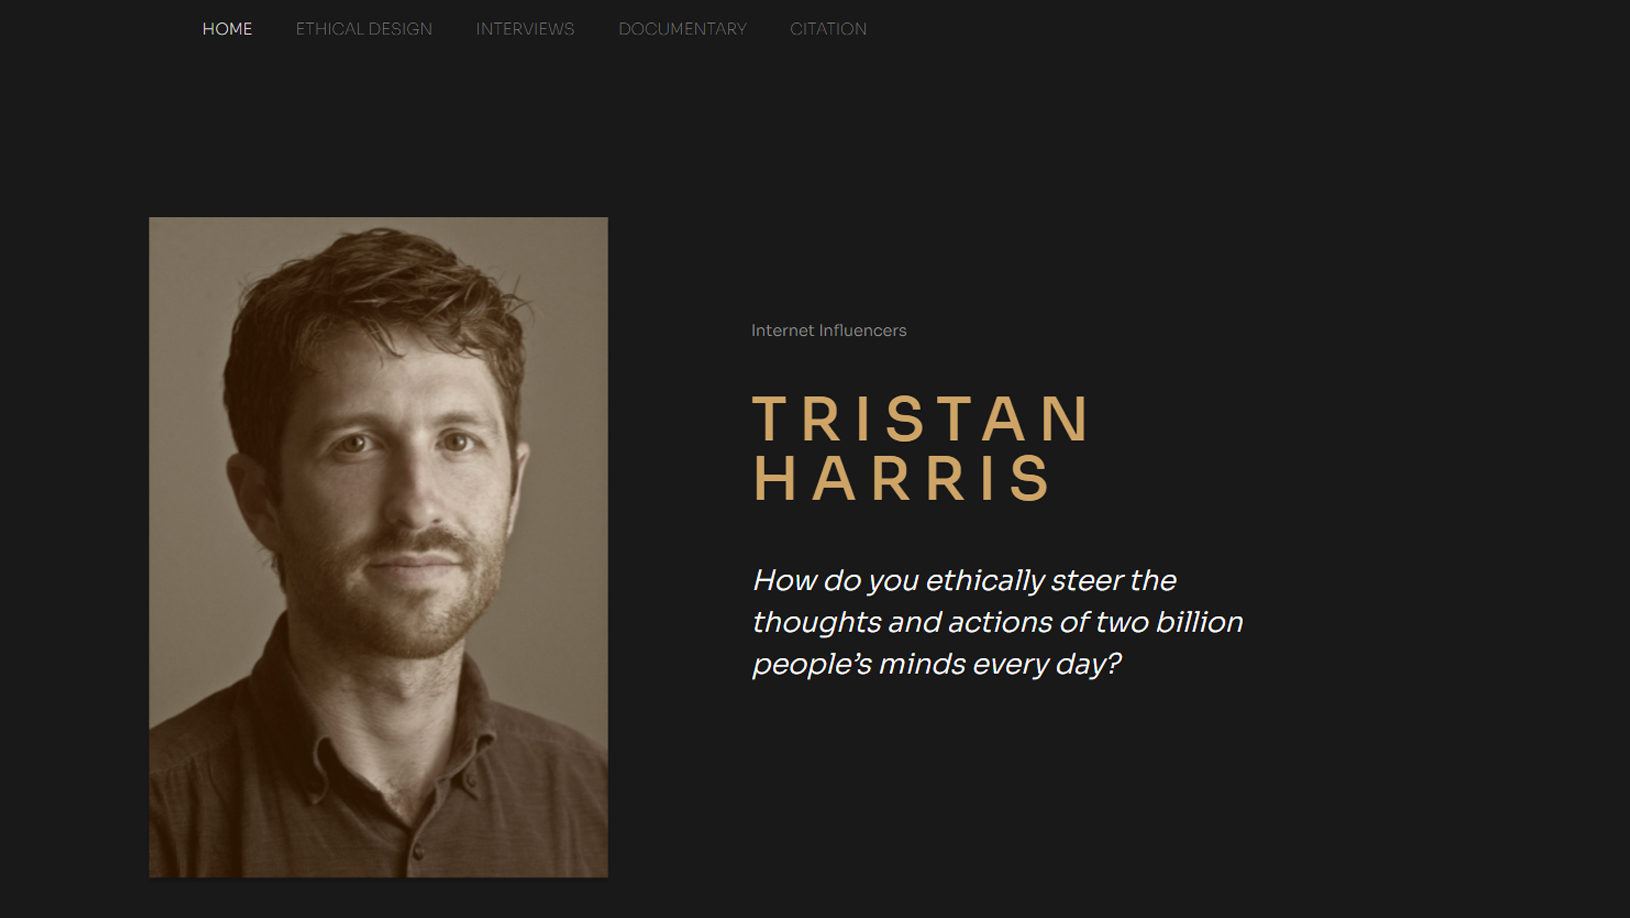 HOME ETHICAL DESIGN INTERVIEWS DOCUMENTARY CITATION
Internet Influencers
TRISTAN
HARRIS
How do you ethically steer the
thoughts and actions of two billion
people’s minds every day?